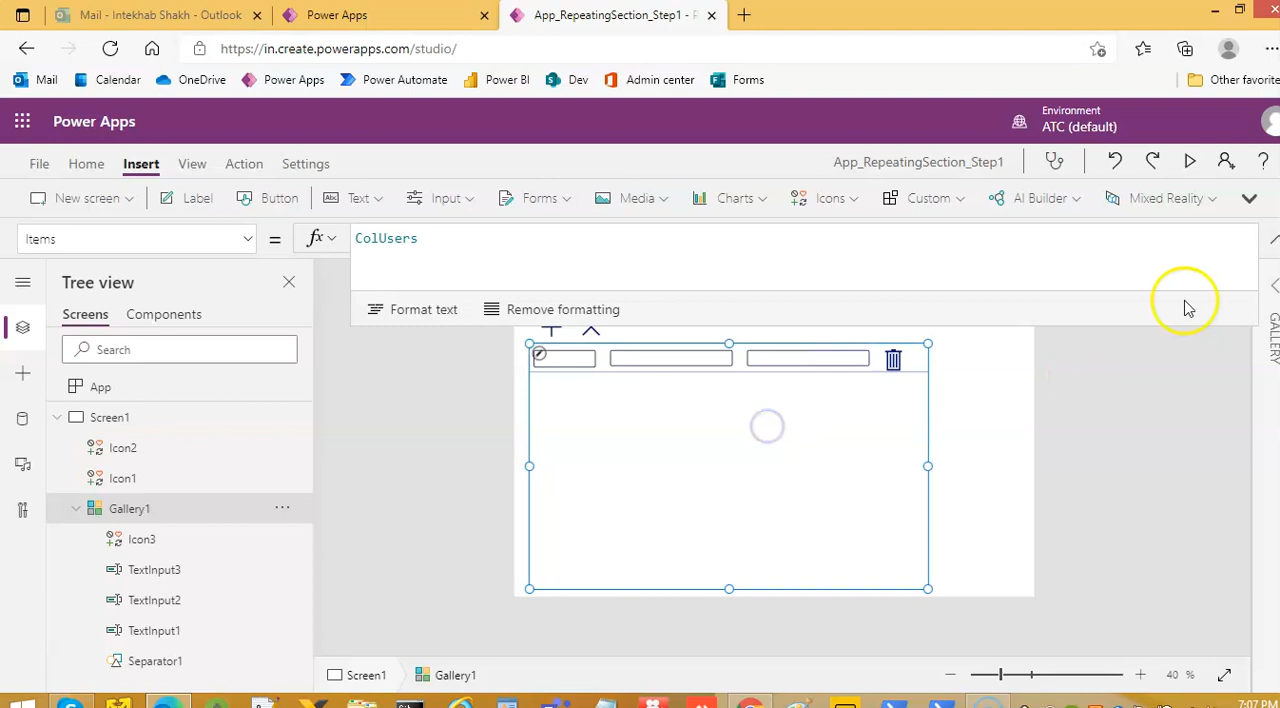 Mail - Intekhab Shakh - Outlook
Power Apps
App_RepeatingSection_Step1 - P
https://in.create.powerapps.com/studio/
Mail
Calendar
OneDrive
Power Apps
Power Automate
Power BI
Dev
Admin center
Forms
Other favorite
Power Apps
Environment
ATC (default)
File
Home
Insert
View
Action
Settings
App_RepeatingSection_Step1
New screen
Label
Button
Abc
Text
Input
Forms
Media
Charts
Icons
Custom
AI Builder
Mixed Reality
Items
=
fx
ColUsers
Format text
Remove formatting
Tree view
Screens
Components
Search
App
Screen1
Icon2
Icon1
Gallery1
Icon3
TextInput3
TextInput2
TextInput1
Separator1
GALLERY
Screen1
Gallery1
40 %
7:07 PM